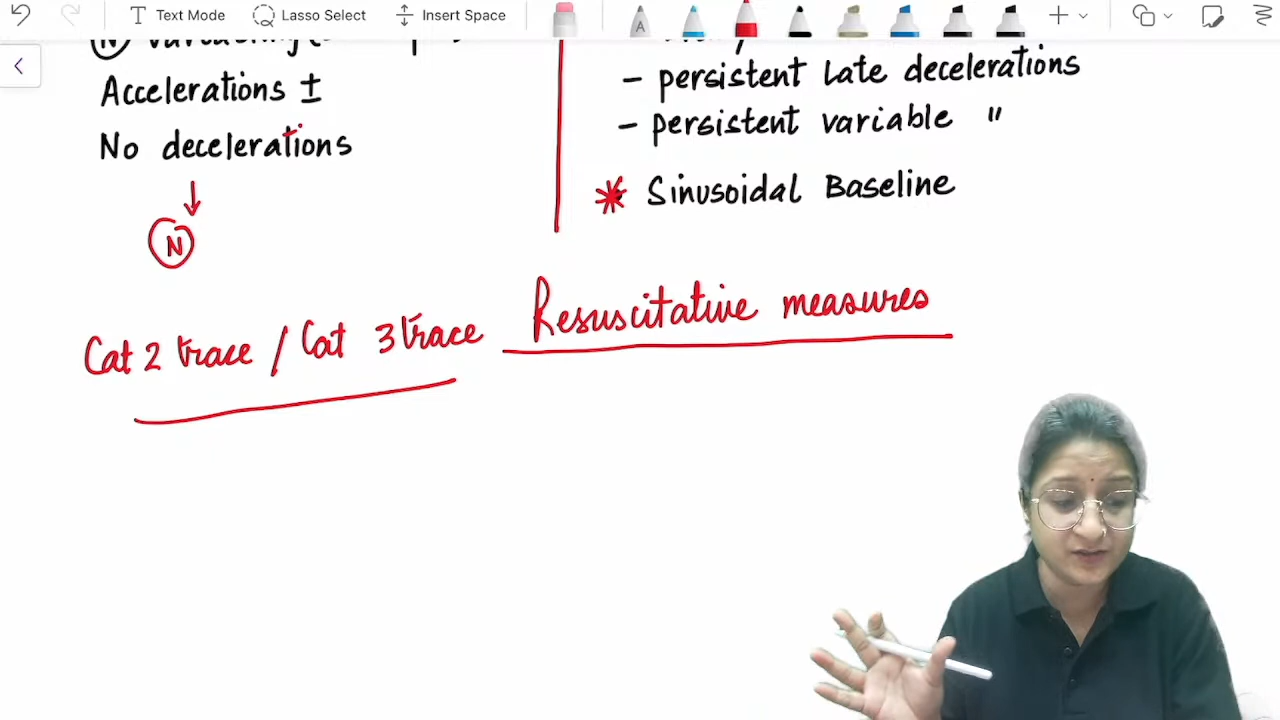 Text Mode Lasso Select Insert Space
Accelerations ±
No decelerations
N
- persistent Late decelerations
- persistent variable "
* Sinusoidal Baseline
Cat 2 trace / Cat 3 trace Resuscitative measures